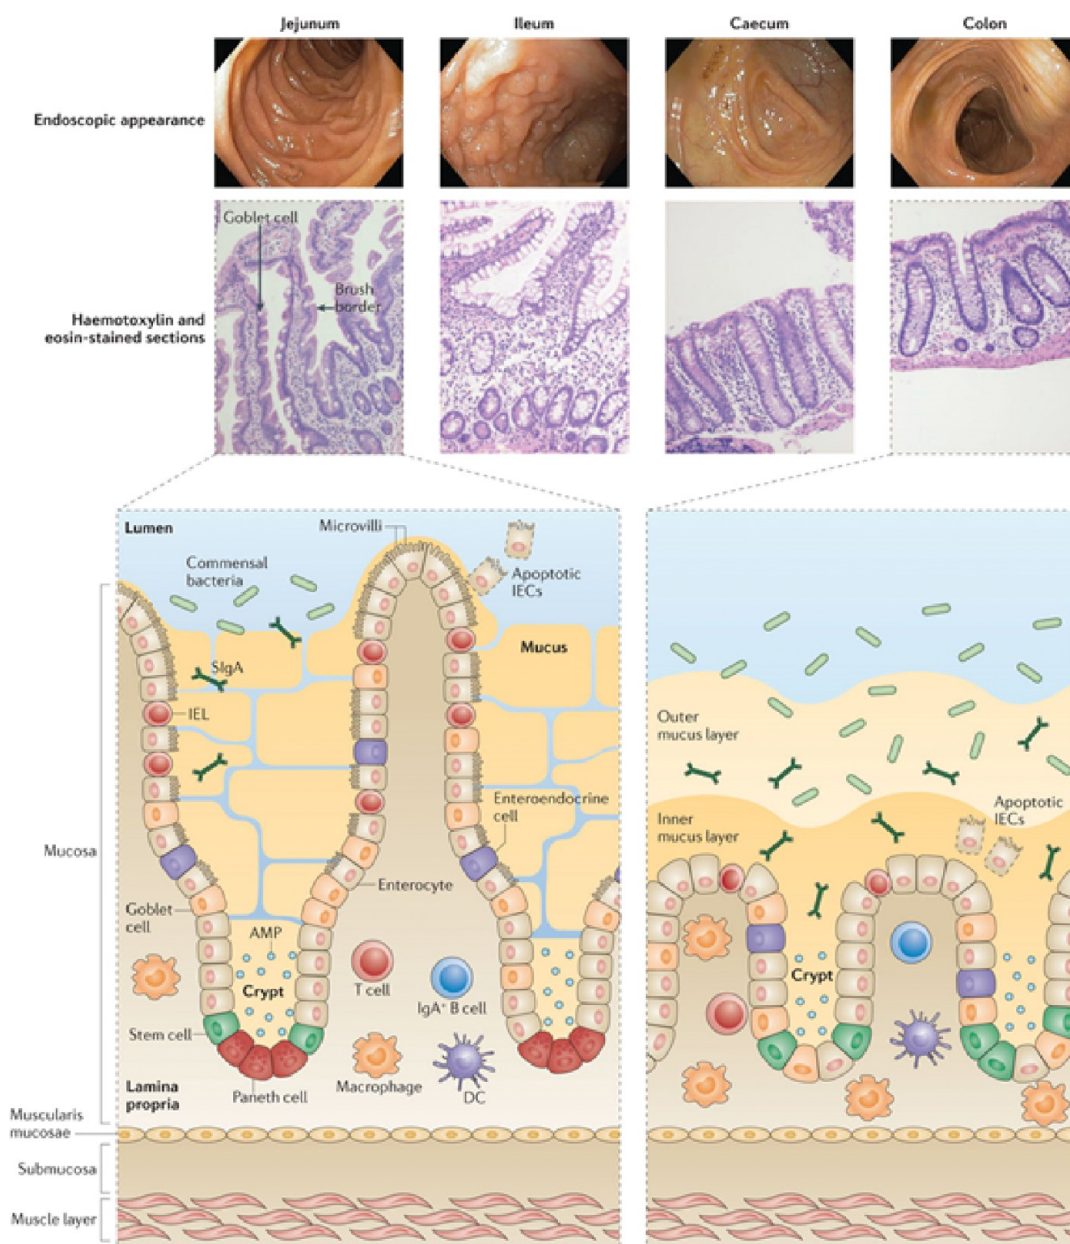 Jejunum
Ileum
Caecum
Colon
Endoscopic appearance
Goblet cell
Brush
border
Haemotoxylin and
eosin-stained sections
Lumen
Microvilli
Commensal
bacteria
Apoptotic
IECs
SIgA
Mucus
IEL
Outer
mucus layer
Enteroendocrine
cell
Apoptotic
IECs
Inner
mucus layer
Mucosa
Enterocyte
Goblet
cell
AMP
Crypt
T cell
IgA⁺ B cell
Crypt
Stem cell
Macrophage
DC
Paneth cell
Lamina
propria
Muscularis
mucosae
Submucosa
Muscle layer